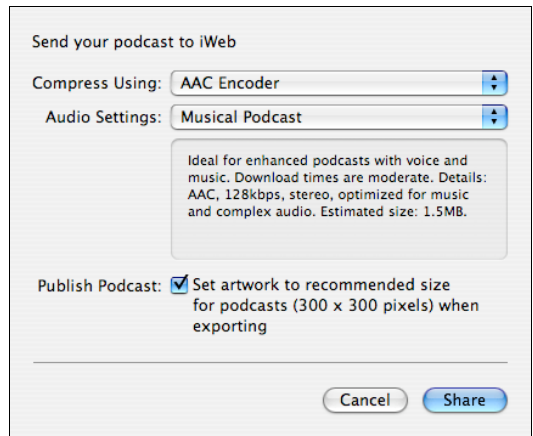 Send your podcast to iWeb
Compress Using: AAC Encoder
Audio Settings: Musical Podcast
Ideal for enhanced podcasts with voice and
music. Download times are moderate. Details:
AAC, 128kbps, stereo, optimized for music
and complex audio. Estimated size: 1.5MB.
Publish Podcast: Set artwork to recommended size
for podcasts (300 x 300 pixels) when
exporting
Cancel Share